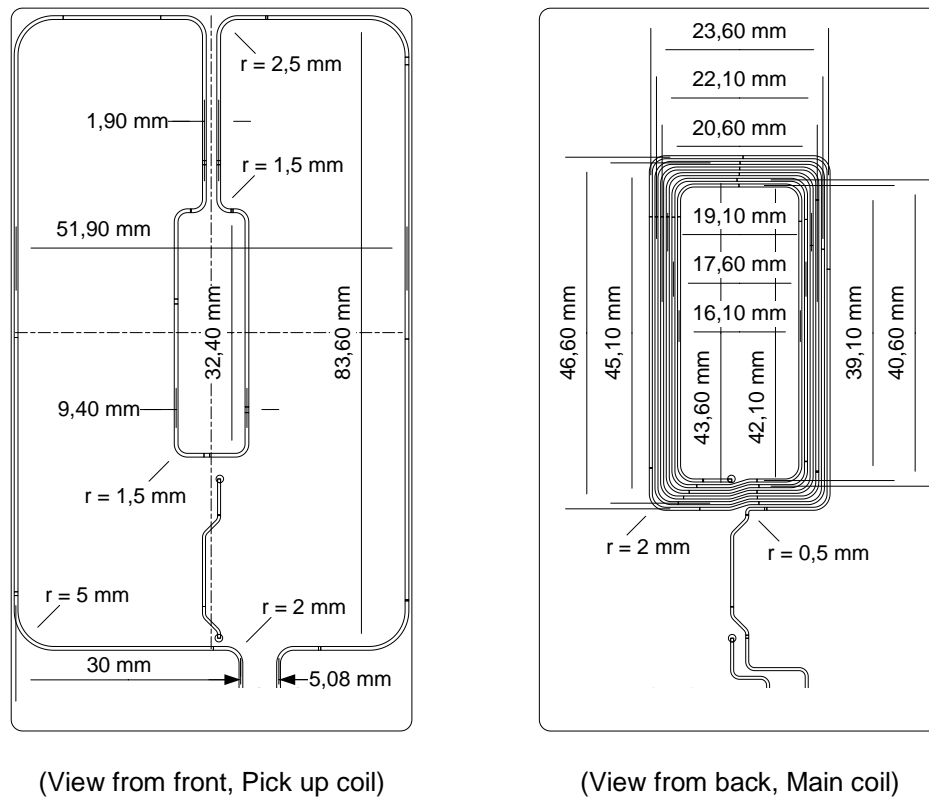 r = 2,5 mm
1,90 mm
r = 1,5 mm
51,90 mm
32,40 mm
83,60 mm
9,40 mm
r = 1,5 mm
r = 5 mm
r = 2 mm
30 mm
5,08 mm
(View from front, Pick up coil)
23,60 mm
22,10 mm
20,60 mm
19,10 mm
17,60 mm
16,10 mm
46,60 mm
45,10 mm
43,60 mm
42,10 mm
39,10 mm
40,60 mm
r = 2 mm
r = 0,5 mm
(View from back, Main coil)